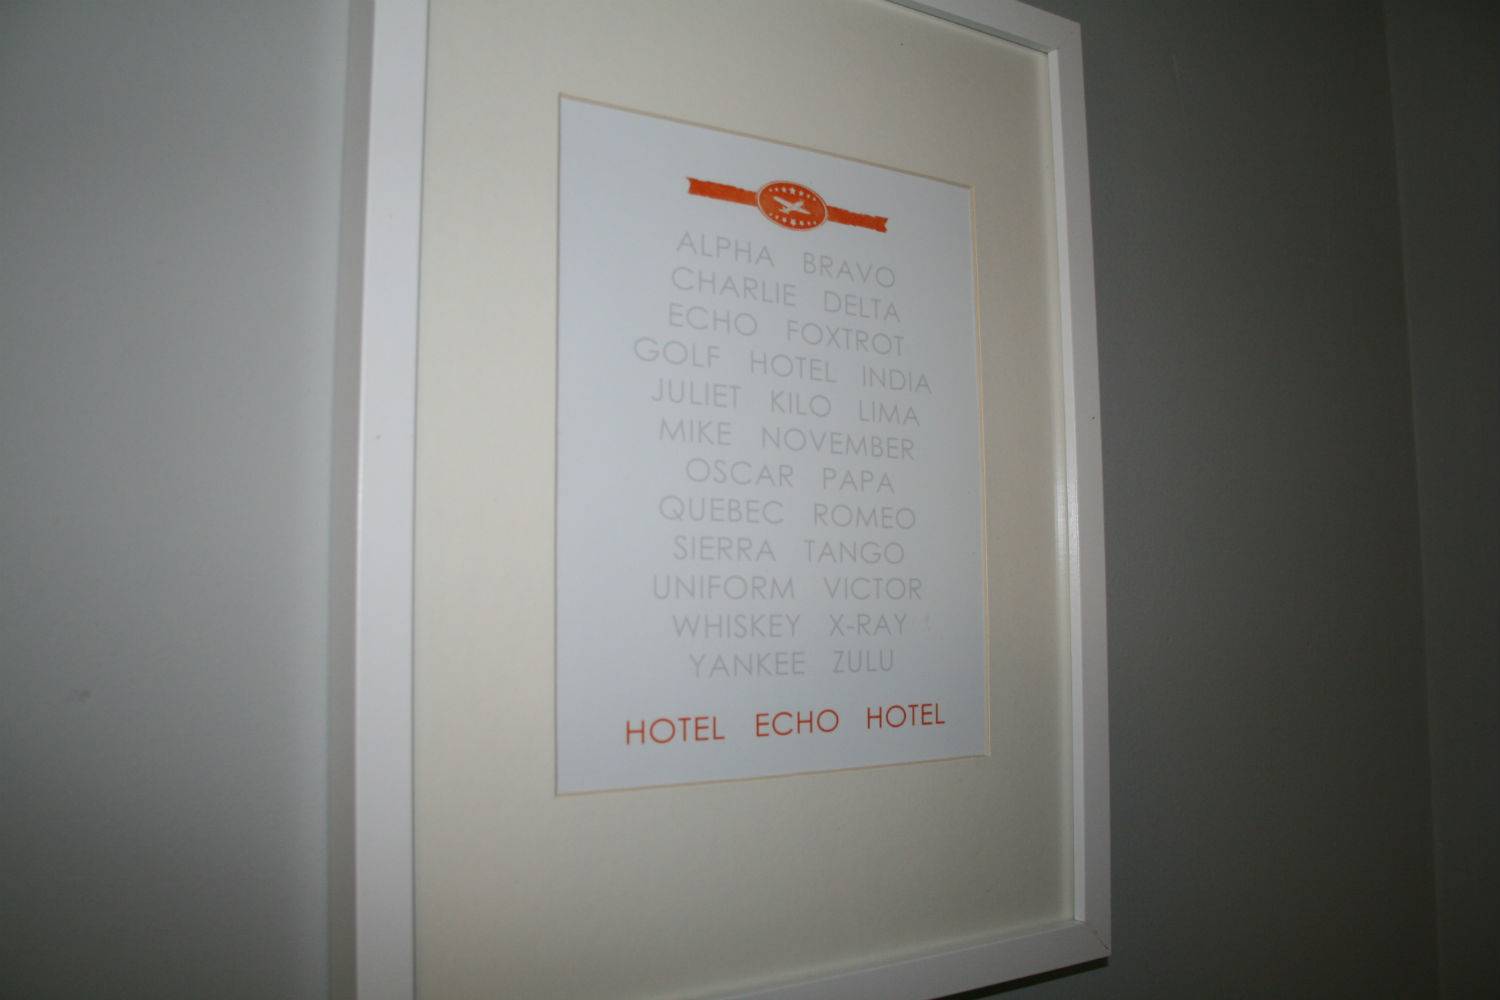 ALPHA BRAVO
CHARLIE DELTA
ECHO FOXTROT
GOLF HOTEL INDIA
JULIET KILO LIMA
MIKE NOVEMBER
OSCAR PAPA
QUEBEC ROMEO
SIERRA TANGO
UNIFORM VICTOR
WHISKEY X-RAY
YANKEE ZULU
HOTEL ECHO HOTEL